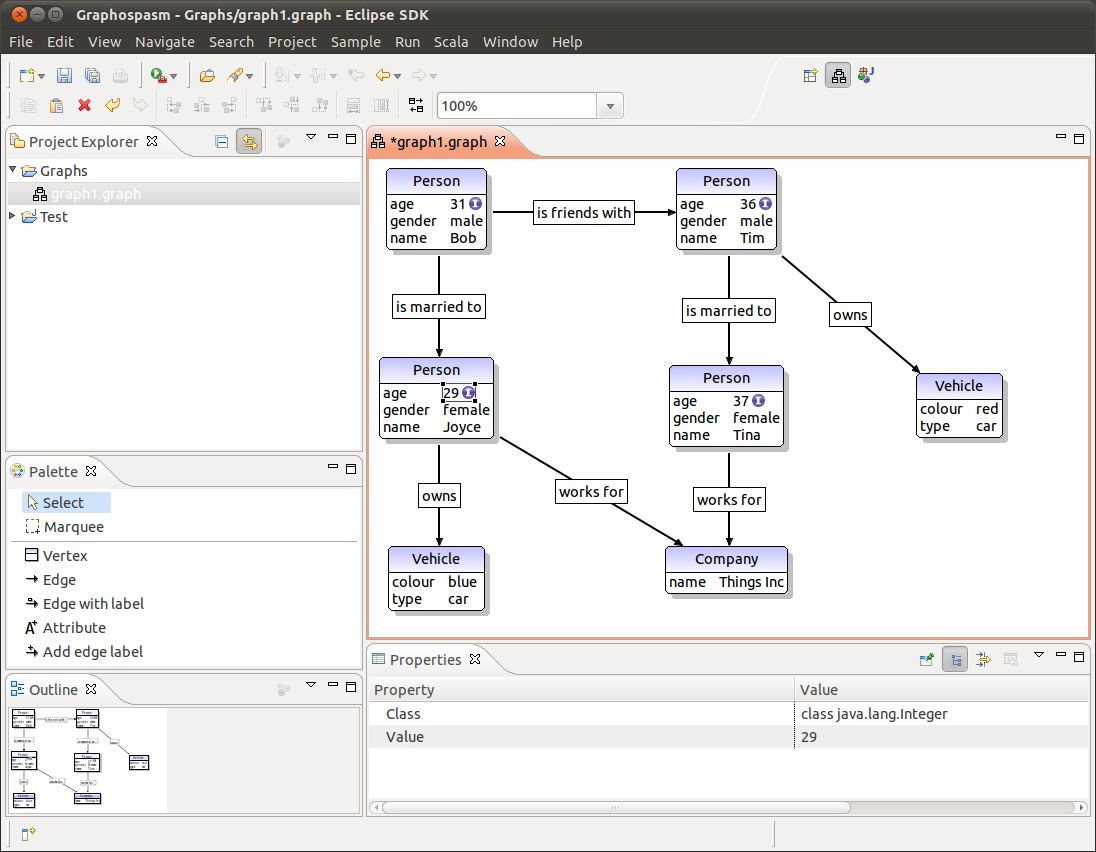 Graphospasm - Graphs/graph1.graph - Eclipse SDK
File Edit View Navigate Search Project Sample Run Scala Window Help
100%
Project Explorer
Graphs
graph1.graph
Test
*graph1.graph
Person
age 31 I
gender male
name Bob
is friends with
Person
age 36 I
gender male
name Tim
is married to
is married to
owns
Person
age 29 I
gender female
name Joyce
Person
age 37 I
gender female
name Tina
Vehicle
colour red
type car
owns
works for
works for
Vehicle
colour blue
type car
Company
name Things Inc
Palette
Select
Marquee
Vertex
Edge
Edge with label
Attribute
Add edge label
Outline
Properties
Property Value
Class class java.lang.Integer
Value 29